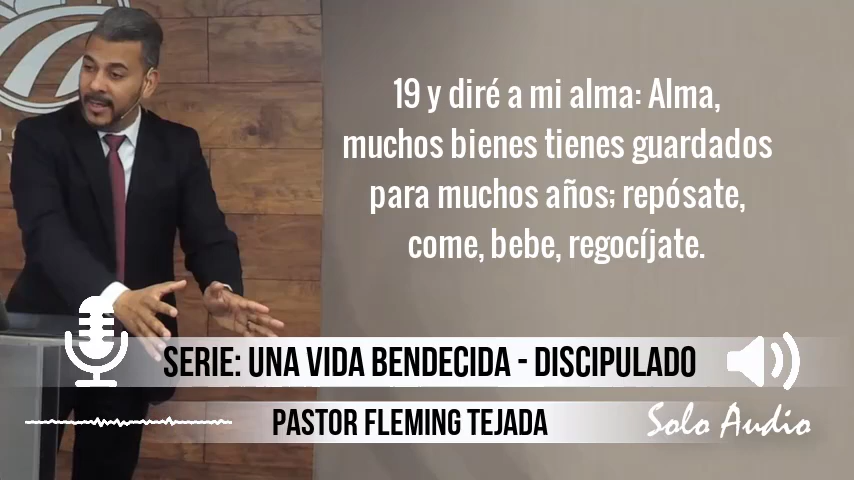 19 y diré a mi alma: Alma,
muchos bienes tienes guardados
para muchos años; repósate,
come, bebe, regocíjate.
SERIE: UNA VIDA BENDECIDA - DISCIPULADO
PASTOR FLEMING TEJADA
Solo Audio